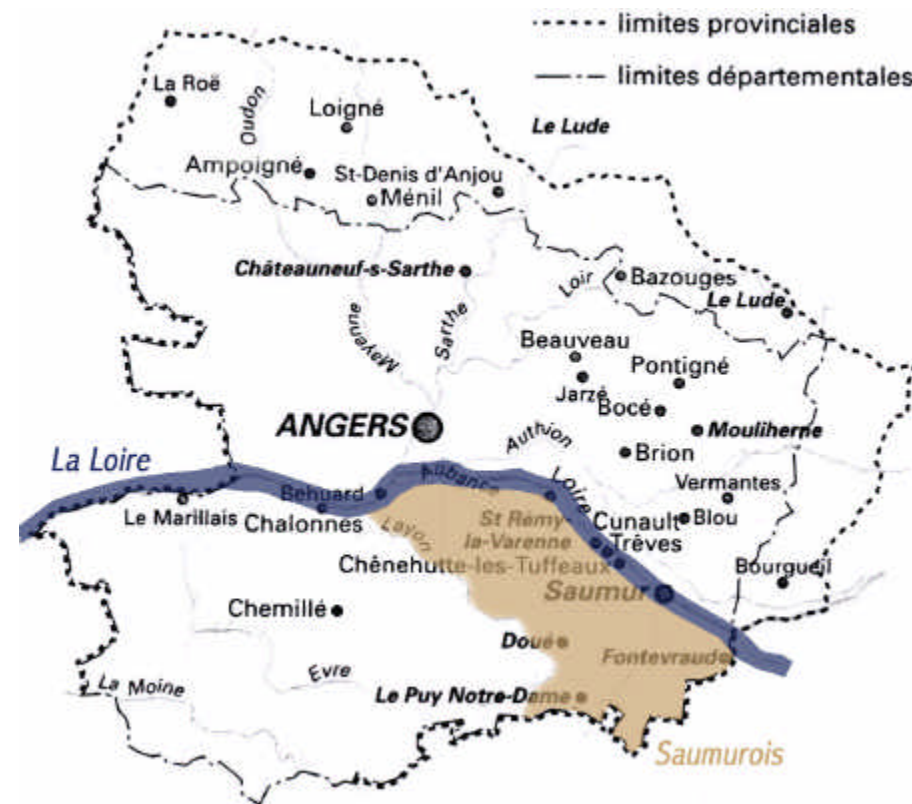 limites provinciales
limites départementales
La Roë
Oudon
Loigné
Le Lude
Ampoigné
St-Denis d'Anjou
Ménil
Châteauneuf-s-Sarthe
Loir
Bazouges
Le Lude
Mayenne
Sarthe
Beauveau
Pontigné
Jarzé
Bocé
ANGERS
Mouliherne
Authion
Brion
La Loire
Aubance
Vermantes
Béhuard
Loire
Le Marillais
Chalonnes
Layon
St Rémy-
la-Varenne
Cunault
Blou
Trêves
Chênehutte-les-Tuffeaux
Bourgueil
Saumur
Chemillé
Doué
Fontevraud
Evre
La Moine
Le Puy Notre-Dame
Saumurois